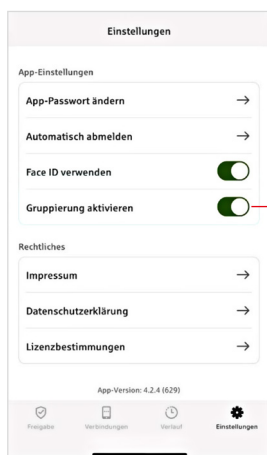 Einstellungen
App-Einstellungen
App-Passwort ändern
Automatisch abmelden
Face ID verwenden
Gruppierung aktivieren
Rechtliches
Impressum
Datenschutzerklärung
Lizenzbestimmungen
App-Version: 4.2.4 (629)
Freigabe Verbindungen Verlauf Einstellungen